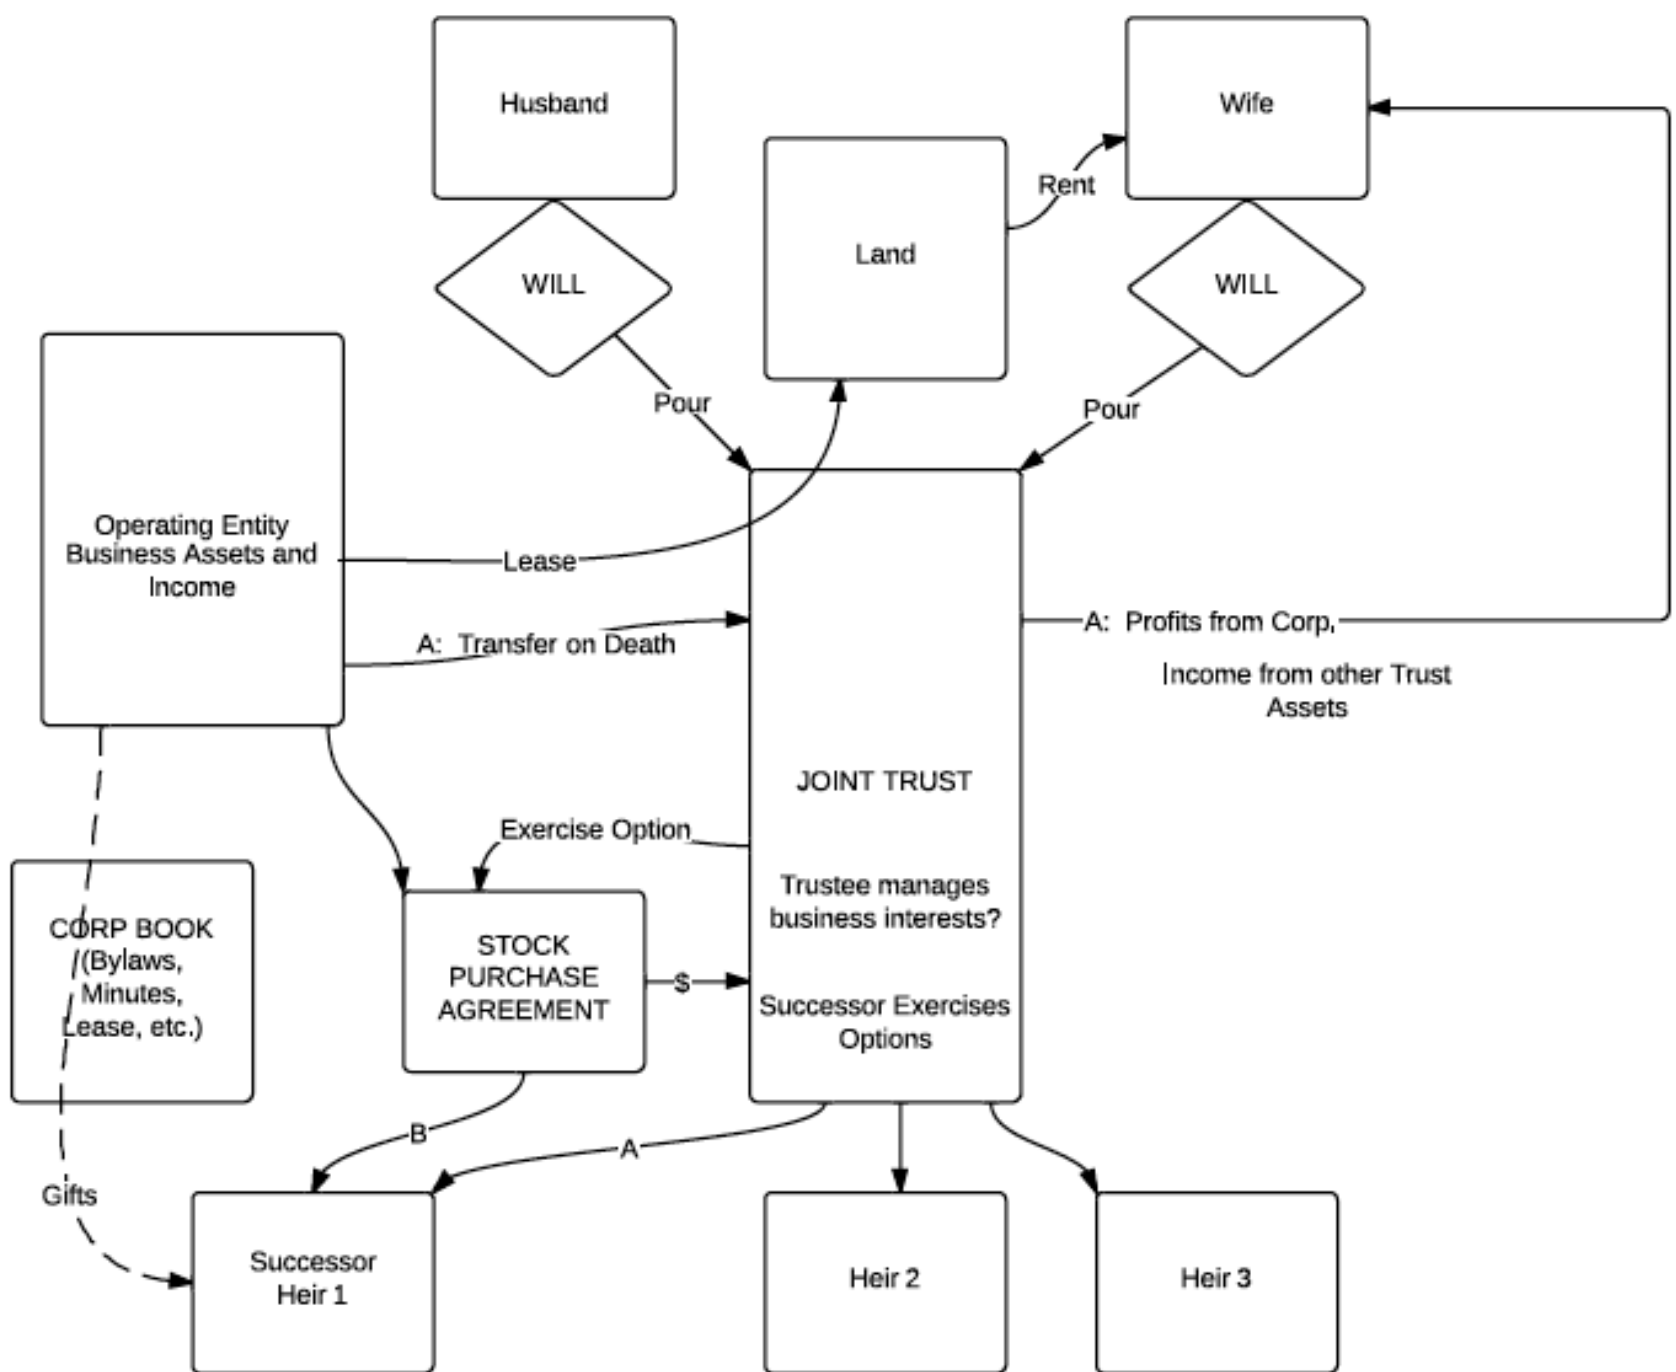 Husband
Wife
Rent
Land
WILL
WILL
Pour
Pour
Operating Entity
Business Assets and
Income
Lease
A:  Transfer on Death
A:  Profits from Corp,
Income from other Trust
Assets
JOINT TRUST
Exercise Option
Trustee manages
business interests?
CORP BOOK
(Bylaws,
Minutes,
Lease, etc.)
STOCK
PURCHASE
AGREEMENT
$
Successor Exercises
Options
B
A
Gifts
Successor
Heir 1
Heir 2
Heir 3